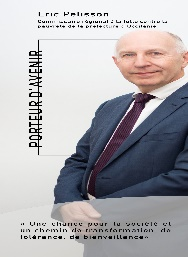 Eric Pelisson
Commissaire régional à la lutte contre la
pauvreté de la préfecture d'Occitanie
PORTEUR D'AVENIR
« Une chance pour la société et
un chemin de transformation, de
tolérance, de bienveillance»